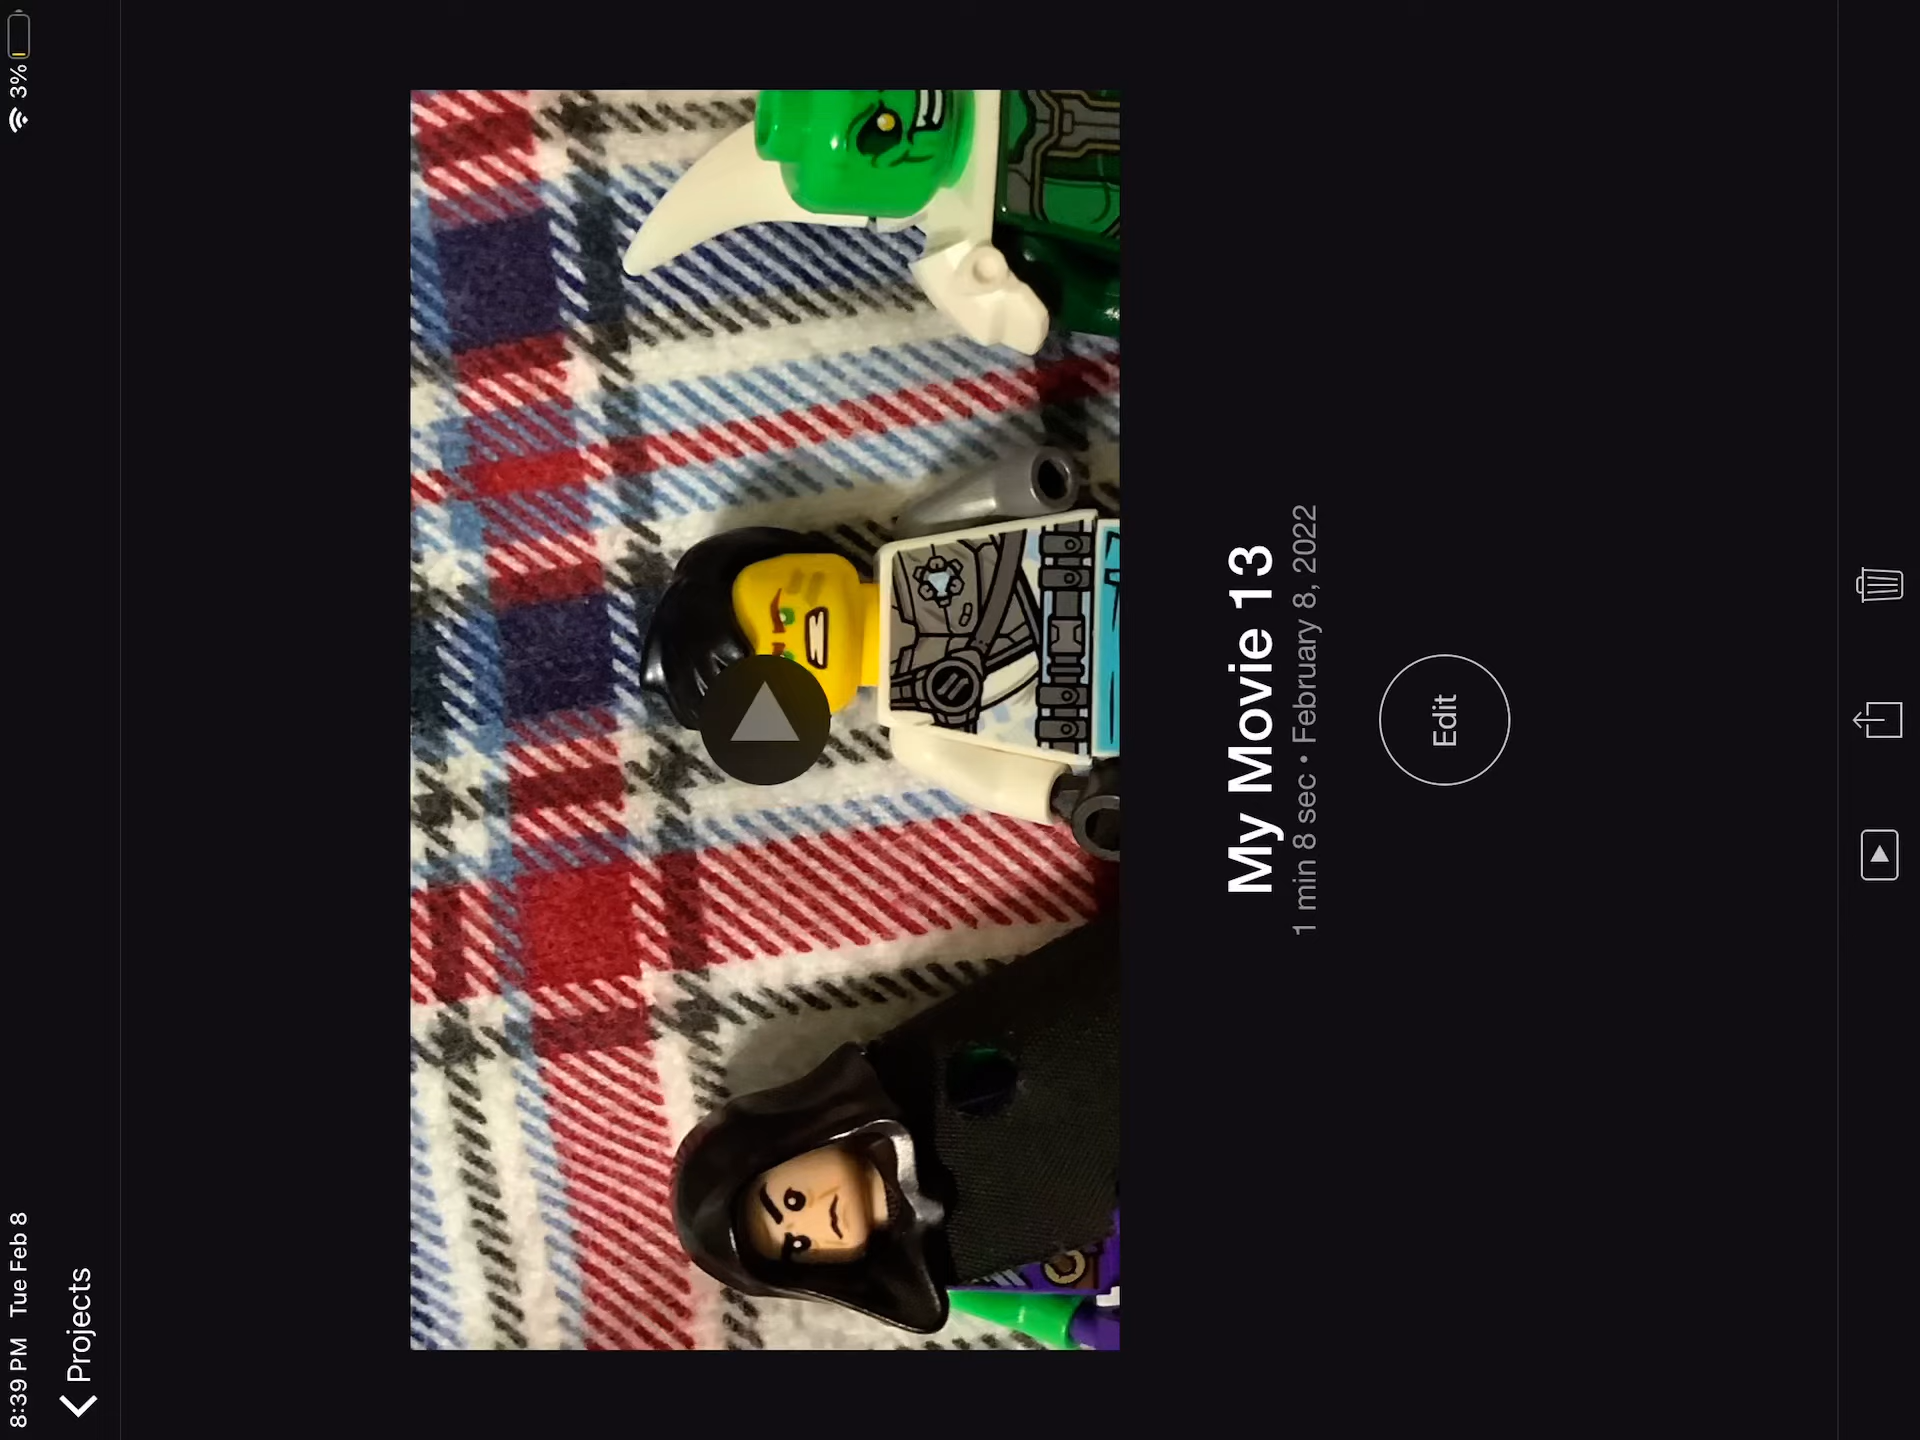 8:39 PM Tue Feb 8
3%
Projects
My Movie 13
1 min 8 sec • February 8, 2022
Edit